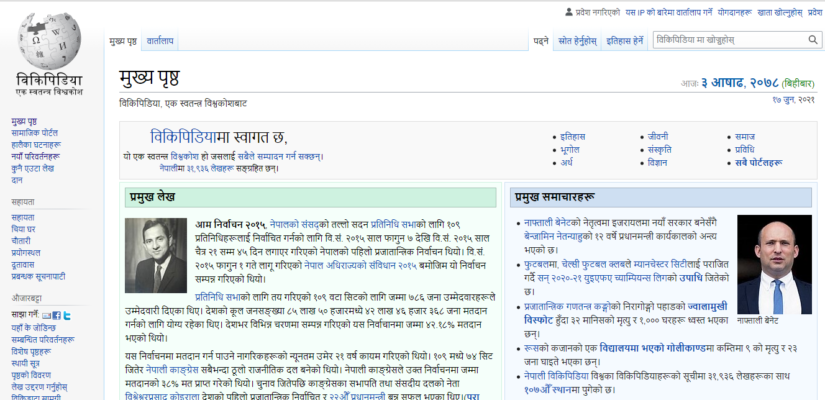 प्रवेश नगरिएको यस IP को बारेमा वार्तालाप गर्ने योगदानहरू खाता खोल्नुहोस् प्रवेश
मुख्य पृष्ठ वार्तालाप पढ्ने स्रोत हेर्नुहोस् इतिहास हेर्ने विकिपिडिया मा खोज्नुहोस्
विकिपिडिया
एक स्वतन्त्र विश्वकोश
मुख्य पृष्ठ
सामाजिक पोर्टल
हालैका घटनाहरू
नयाँ परिवर्तनहरू
कुनै एउटा लेख
दान
सहायता
सहायता
चिया घर
चौतारी
प्रयोगस्थल
दूतावास
प्रबन्धक सूचनापाटी
औजारबट्टा
साझा गर्ने:
यहाँ के जोडिन्छ
सम्बन्धित परिवर्तनहरू
विशेष पृष्ठहरू
स्थायी सूत्र
पृष्ठको विवरण
लेख उद्दरण गर्नुहोस्
मुख्य पृष्ठ
आजः ३ आषाढ, २०७८ (बिहीबार)
विकिपिडिया, एक स्वतन्त्र विश्वकोशबाट
१७ जुन, २०२१
विकिपिडियामा स्वागत छ,
यो एक स्वतन्त्र विश्वकोश हो जसलाई सबैले सम्पादन गर्न सक्छन्।
नेपालीमा ३१,९३६ लेखहरू सङ्ग्रहित छन्।
इतिहास
भूगोल
अर्थ
जीवनी
संस्कृति
विज्ञान
समाज
प्रविधि
सबै पोर्टलहरू
प्रमुख लेख
आम निर्वाचन २०१५, नेपालको संसद्को तल्लो सदन प्रतिनिधि सभाको लागि १०९
प्रतिनिधिहरूलाई निर्वाचित गर्नको लागि वि.सं. २०१५ साल फागुन ७ देखि वि.सं. २०१५ साल
चैत्र २१ सम्म ४५ दिन लगाएर गरिएको नेपालको पहिलो प्रजातान्त्रिक निर्वाचन थियो। वि.सं.
२०१५ फागुन १ गते लागू गरिएको नेपाल अधिराज्यको संविधान २०१५ बमोजिम यो निर्वाचन
सम्पन्न गरिएको थियो।
प्रतिनिधि सभाको लागि तय गरिएको १०९ वटा सिटको लागि जम्मा ७८६ जना उम्मेदवारहरूले
उम्मेदवारी दिएका थिए। देशको कूल जनसङ्ख्या ८५ लाख ५० हजारमध्ये ४२ लाख ४६ हजार ३६८ जना मतदान
गर्नको लागि योग्य रहेका थिए। देशभर विभिन्न चरणमा सम्पन्न गरिएको यस निर्वाचनमा जम्मा ४२.१८% मतदान
भएको थियो।
यस निर्वाचनमा मतदान गर्न पाउने नागरिकहरूको न्यूनतम उमेर २१ वर्ष कायम गरिएको थियो। १०९ मध्ये ७४ सिट
जितेर नेपाली काङ्ग्रेस सबैभन्दा ठूलो राजनीतिक दल बनेको थियो। नेपाली काङ्ग्रेसले उक्त निर्वाचनमा जम्मा
मतदानको ३८% मत प्राप्त गरेको थियो। चुनाव जितेपछि काङ्ग्रेसका सभापति तथा संसदीय दलको नेता
विश्वेश्वरप्रसाद कोइराला देशको पहिलो प्रजातान्त्रिक निर्वाचित र २२औँ प्रधानमन्त्री बन्न सफल भएका थिए।(पूरा
प्रमुख समाचारहरू
नाफ्ताली बेनेटको नेतृत्वमा इजरायलमा नयाँ सरकार बनेसँगै
बेन्जामिन नेतन्याहुको १२ वर्षे प्रधानमन्त्री कार्यकालको अन्त्य
भएको छ।
फुटबलमा, चेल्सी फुटबल क्लबले म्यानचेस्टर सिटीलाई पराजित
गर्दै सन् २०२०-२१ युइएफए च्याम्पियन्स लिगको उपाधि जितेको
छ।
प्रजातान्त्रिक गणतन्त्र कङ्गोको निरागोङ्गो पहाडको ज्वालामुखी
विस्फोट हुँदा ३२ मानिसको मृत्यु र १,००० घरहरू ध्वस्त भएका
छन्।
रूसको कजानको एक विद्यालयमा भएको गोलीकाण्डमा कम्तिमा ९ को मृत्यु र २३
जना घाइते भएका छन्।
नेपाली विकिपिडिया विश्वका विकिपिडियाहरूको सूचीमा ३१,९३६ लेखहरूका साथ
१०७औँ स्थानमा पुगेको छ।
नाफ्ताली बेनेट